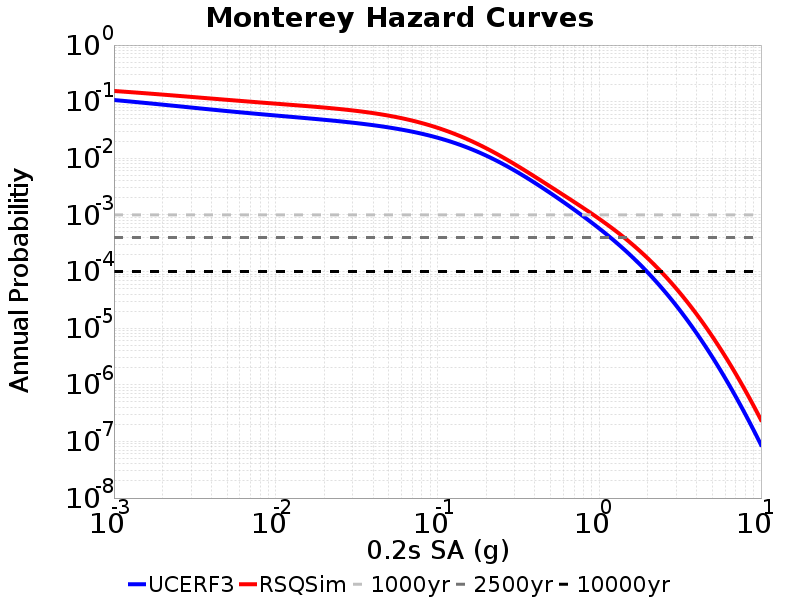 Monterey Hazard Curves
Annual Probabilitiy
10^0
10^-1
10^-2
10^-3
10^-4
10^-5
10^-6
10^-7
10^-8
10^-3 10^-2 10^-1 10^0 10^1
0.2s SA (g)
UCERF3 RSQSim 1000yr 2500yr 10000yr